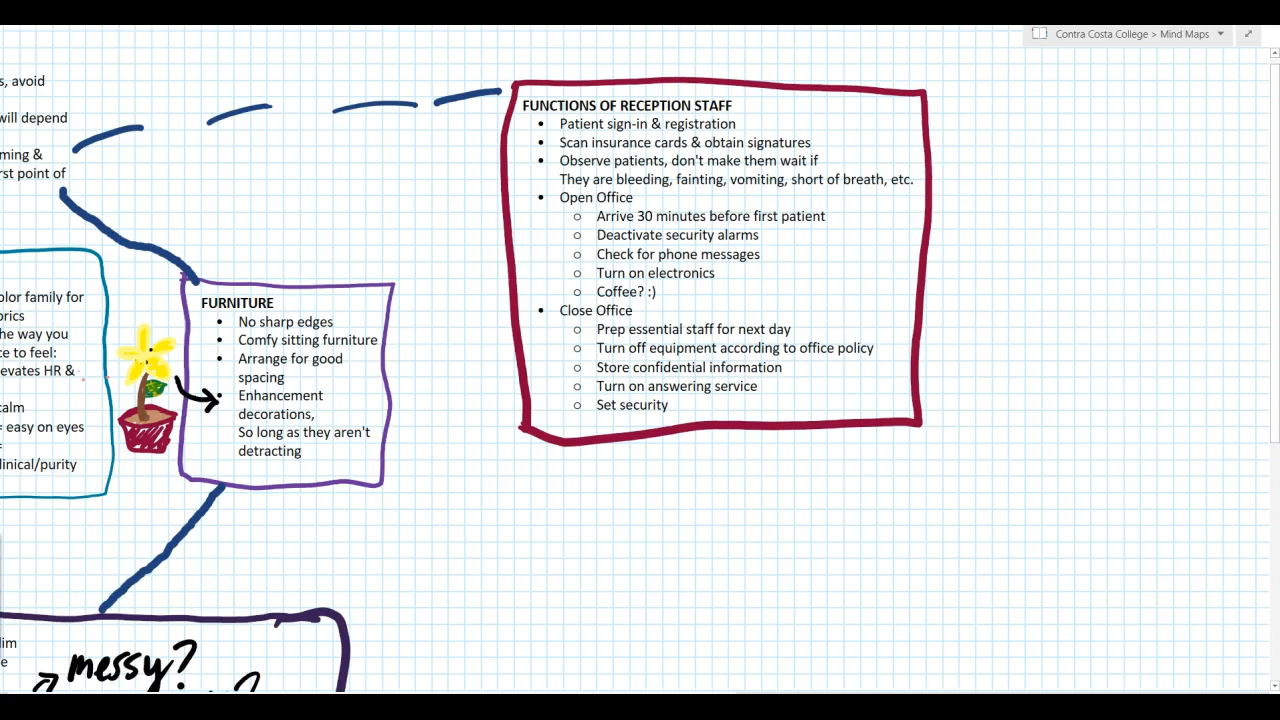 Contra Costa College > Mind Maps
s, avoid
will depend
ming &
rst point of
FUNCTIONS OF RECEPTION STAFF
• Patient sign-in & registration
• Scan insurance cards & obtain signatures
• Observe patients, don't make them wait if
They are bleeding, fainting, vomiting, short of breath, etc.
• Open Office
○ Arrive 30 minutes before first patient
○ Deactivate security alarms
○ Check for phone messages
○ Turn on electronics
○ Coffee? :)
• Close Office
○ Prep essential staff for next day
○ Turn off equipment according to office policy
○ Store confidential information
○ Turn on answering service
○ Set security
olor family for
brics
he way you
ce to feel:
evates HR &
calm
= easy on eyes
=
linical/purity
FURNITURE
• No sharp edges
• Comfy sitting furniture
• Arrange for good
spacing
• Enhancement
decorations,
So long as they aren't
detracting
lim
e
messy?